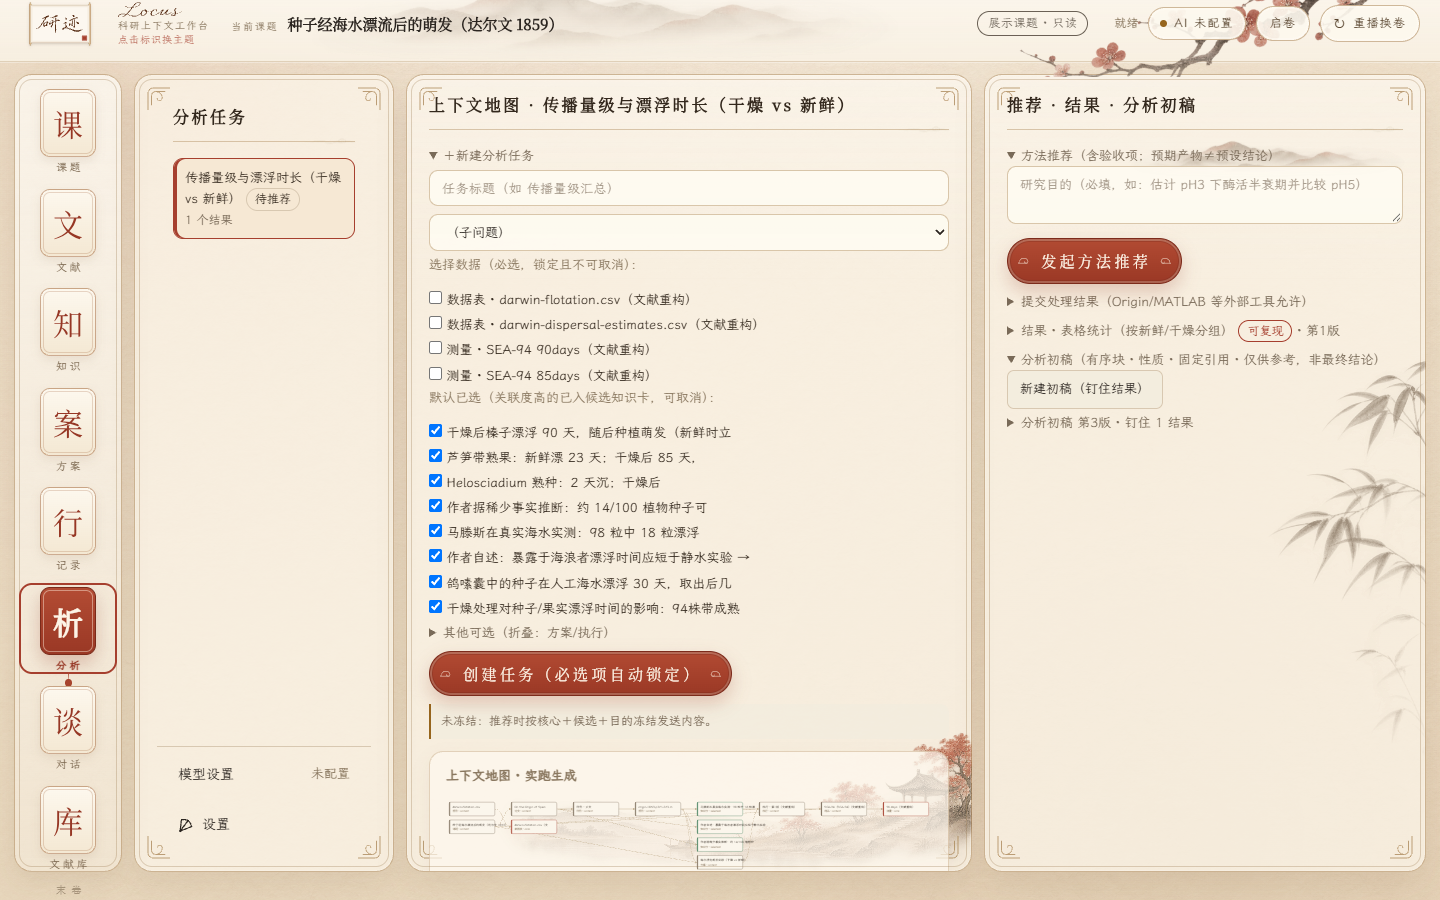 研迹
Locus
科研上下文工作台
点击标识换主题
当前课题
种子经海水漂流后的萌发（达尔文 1859）
展示课题・只读
就绪
AI 未配置
启卷
↻ 重播换卷
课
课题
文
文献
知
知识
案
方案
行
记录
析
分析
谈
对话
库
文献库
末卷
分析任务
传播量级与漂浮时长（干燥
vs 新鲜） 待推荐
1 个结果
模型设置 未配置
设置
上下文地图 · 传播量级与漂浮时长（干燥 vs 新鲜）
▼ ＋新建分析任务
任务标题（如 传播量级汇总）
（子问题）
选择数据（必选，锁定且不可取消）：
数据表・darwin-flotation.csv（文献重构）
数据表・darwin-dispersal-estimates.csv（文献重构）
测量・SEA-94 90days（文献重构）
测量・SEA-94 85days（文献重构）
默认已选（关联度高的已入候选知识卡，可取消）：
干燥后榛子漂浮 90 天，随后种植萌发（新鲜时立
芦笋带熟果：新鲜漂 23 天；干燥后 85 天，
Helosciadium 熟种：2 天沉；干燥后
作者据稀少事实推断：约 14/100 植物种子可
马滕斯在真实海水实测：98 粒中 18 粒漂浮
作者自述：暴露于海浪者漂浮时间应短于静水实验 →
鸽嗉囊中的种子在人工海水漂浮 30 天，取出后几
干燥处理对种子/果实漂浮时间的影响：94株带成熟
▶ 其他可选（折叠：方案/执行）
创建任务（必选项自动锁定）
未冻结：推荐时按核心＋候选＋目的冻结发送内容。
上下文地图・实跑生成
推荐 · 结果 · 分析初稿
▼ 方法推荐（含验收项；预期产物≠预设结论）
研究目的（必填，如：估计 pH3 下酶活半衰期并比较 pH5）
发起方法推荐
▶ 提交处理结果（Origin/MATLAB 等外部工具允许）
▶ 结果・表格统计（按新鲜/干燥分组） 可复现 ・第1版
▼ 分析初稿（有序块・性质・固定引用・仅供参考，非最终结论）
新建初稿（钉住结果）
▶ 分析初稿 第3版・钉住 1 结果